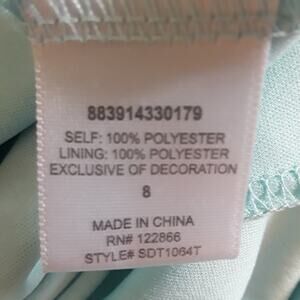 883914330179
SELF: 100% POLYESTER
LINING: 100% POLYESTER
EXCLUSIVE OF DECORATION
8
MADE IN CHINA
RN# 122866
STYLE# SDT1064T